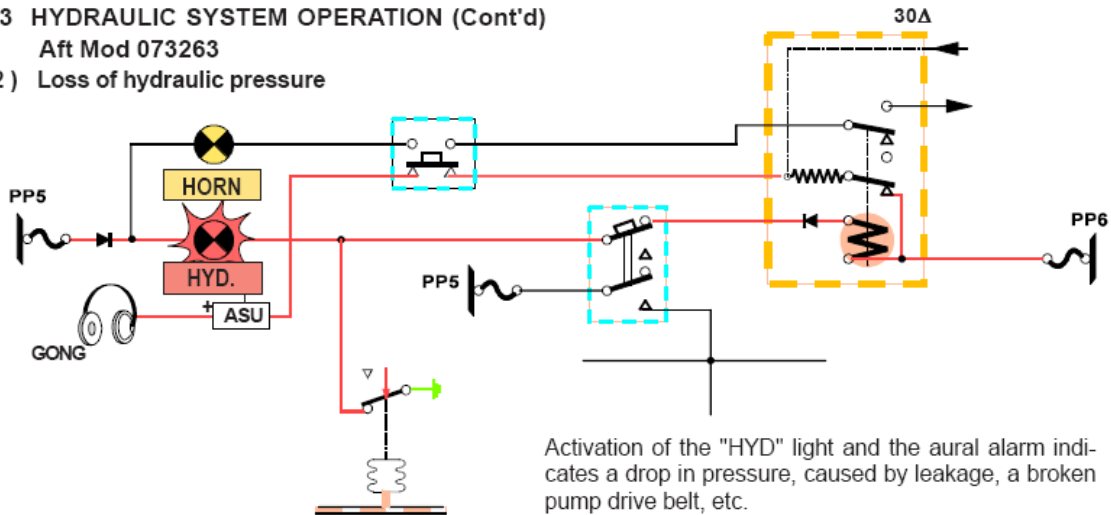 3 HYDRAULIC SYSTEM OPERATION (Cont'd)
Aft Mod 073263
2 ) Loss of hydraulic pressure
30Δ
HORN
PP5
HYD.
+
ASU
GONG
PP5
PP6
Activation of the "HYD" light and the aural alarm indi-
cates a drop in pressure, caused by leakage, a broken
pump drive belt, etc.